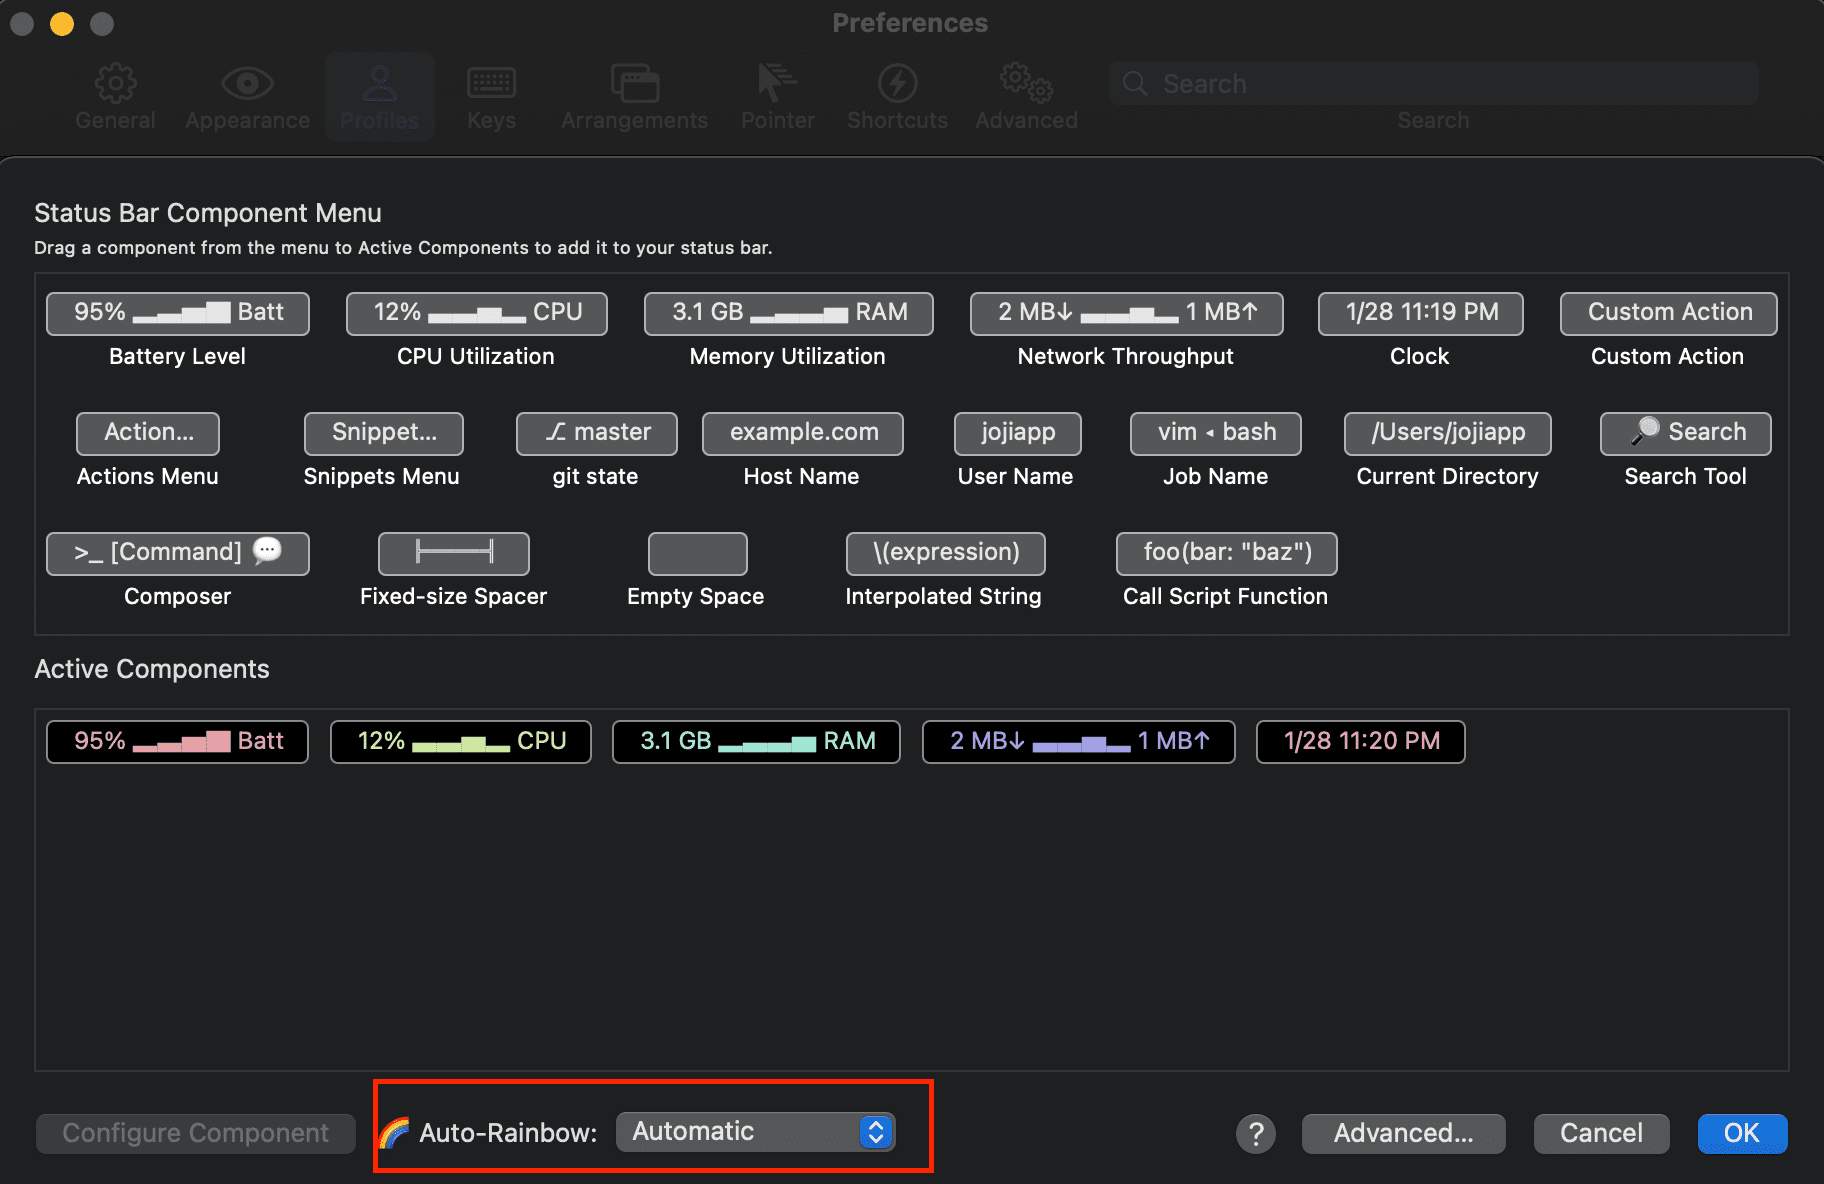 Preferences
General Appearance Profiles Keys Arrangements Pointer Shortcuts Advanced Search
Search
Status Bar Component Menu
Drag a component from the menu to Active Components to add it to your status bar.
95% ▂▃▅▇ Batt 12% ▂▂▅▂ CPU 3.1 GB ▂▃▃▅ RAM 2 MB↓ ▂▂▅▂ 1 MB↑ 1/28 11:19 PM Custom Action
Battery Level CPU Utilization Memory Utilization Network Throughput Clock Custom Action
Action... Snippet... ⎇ master example.com jojiapp vim ◂ bash /Users/jojiapp 🔎 Search
Actions Menu Snippets Menu git state Host Name User Name Job Name Current Directory Search Tool
>_ [Command] 💬 \(expression) foo(bar: "baz")
Composer Fixed-size Spacer Empty Space Interpolated String Call Script Function
Active Components
95% ▂▃▅▇ Batt 12% ▂▂▅▂ CPU 3.1 GB ▂▃▃▅ RAM 2 MB↓ ▂▂▅▂ 1 MB↑ 1/28 11:20 PM
Configure Component 🌈 Auto-Rainbow: Automatic ? Advanced... Cancel OK